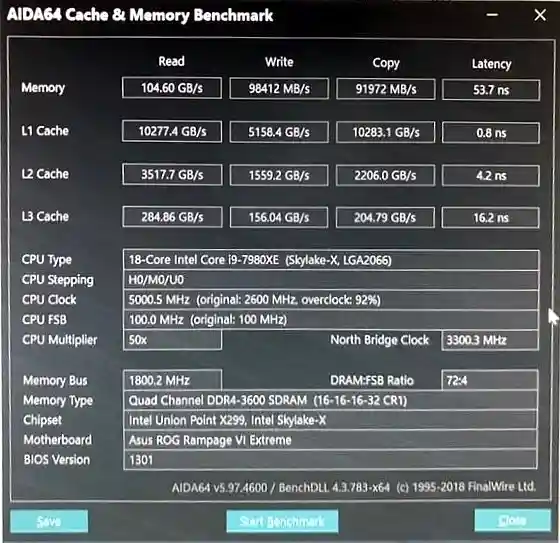 AIDA64 Cache & Memory Benchmark
Read Write Copy Latency
Memory 104.60 GB/s 98412 MB/s 91972 MB/s 53.7 ns
L1 Cache 10277.4 GB/s 5158.4 GB/s 10283.1 GB/s 0.8 ns
L2 Cache 3517.7 GB/s 1559.2 GB/s 2206.0 GB/s 4.2 ns
L3 Cache 284.86 GB/s 156.04 GB/s 204.79 GB/s 16.2 ns
CPU Type 18-Core Intel Core i9-7980XE (Skylake-X, LGA2066)
CPU Stepping H0/M0/U0
CPU Clock 5000.5 MHz (original: 2600 MHz, overclock: 92%)
CPU FSB 100.0 MHz (original: 100 MHz)
CPU Multiplier 50x North Bridge Clock 3300.3 MHz
Memory Bus 1800.2 MHz DRAM:FSB Ratio 72:4
Memory Type Quad Channel DDR4-3600 SDRAM (16-16-16-32 CR1)
Chipset Intel Union Point X299, Intel Skylake-X
Motherboard Asus ROG Rampage VI Extreme
BIOS Version 1301
AIDA64 v5.97.4600 / BenchDLL 4.3.783-x64 (c) 1995-2018 FinalWire Ltd.
Save Start Benchmark Close